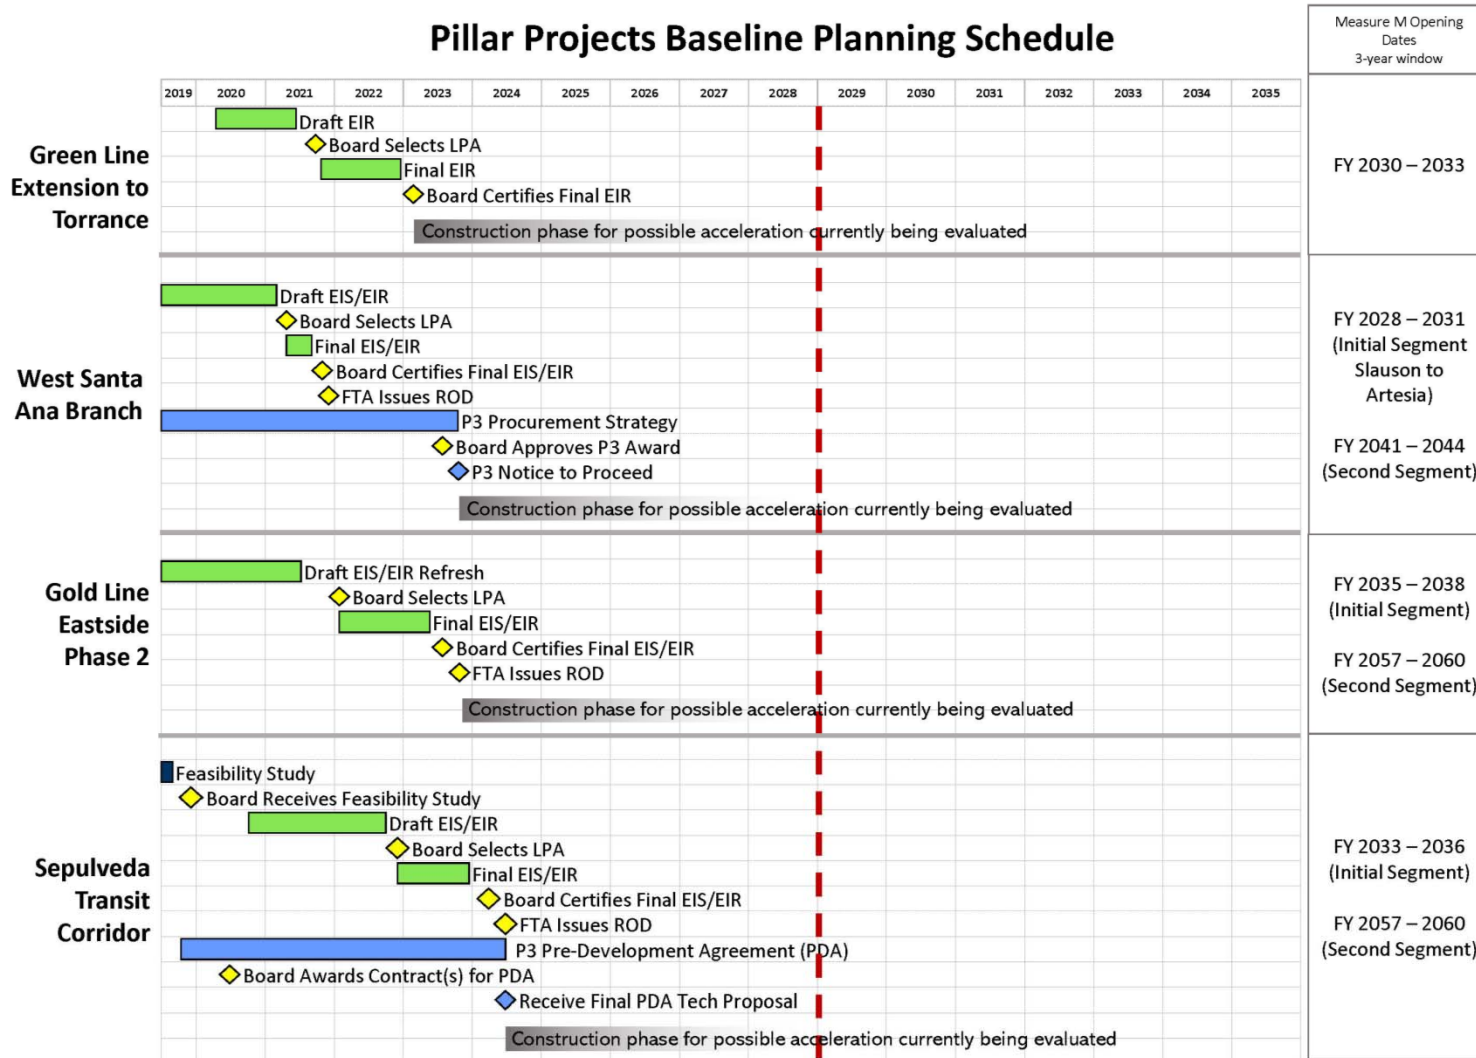 Pillar Projects Baseline Planning Schedule
Measure M Opening
Dates
3-year window
2019 2020 2021 2022 2023 2024 2025 2026 2027 2028 2029 2030 2031 2032 2033 2034 2035
Green Line
Extension to
Torrance
Draft EIR
Board Selects LPA
Final EIR
Board Certifies Final EIR
Construction phase for possible acceleration currently being evaluated
FY 2030 – 2033
West Santa
Ana Branch
Draft EIS/EIR
Board Selects LPA
Final EIS/EIR
Board Certifies Final EIS/EIR
FTA Issues ROD
P3 Procurement Strategy
Board Approves P3 Award
P3 Notice to Proceed
Construction phase for possible acceleration currently being evaluated
FY 2028 – 2031
(Initial Segment
Slauson to
Artesia)
FY 2041 – 2044
(Second Segment)
Gold Line
Eastside
Phase 2
Draft EIS/EIR Refresh
Board Selects LPA
Final EIS/EIR
Board Certifies Final EIS/EIR
FTA Issues ROD
Construction phase for possible acceleration currently being evaluated
FY 2035 – 2038
(Initial Segment)
FY 2057 – 2060
(Second Segment)
Sepulveda
Transit
Corridor
Feasibility Study
Board Receives Feasibility Study
Draft EIS/EIR
Board Selects LPA
Final EIS/EIR
Board Certifies Final EIS/EIR
FTA Issues ROD
P3 Pre-Development Agreement (PDA)
Board Awards Contract(s) for PDA
Receive Final PDA Tech Proposal
Construction phase for possible acceleration currently being evaluated
FY 2033 – 2036
(Initial Segment)
FY 2057 – 2060
(Second Segment)